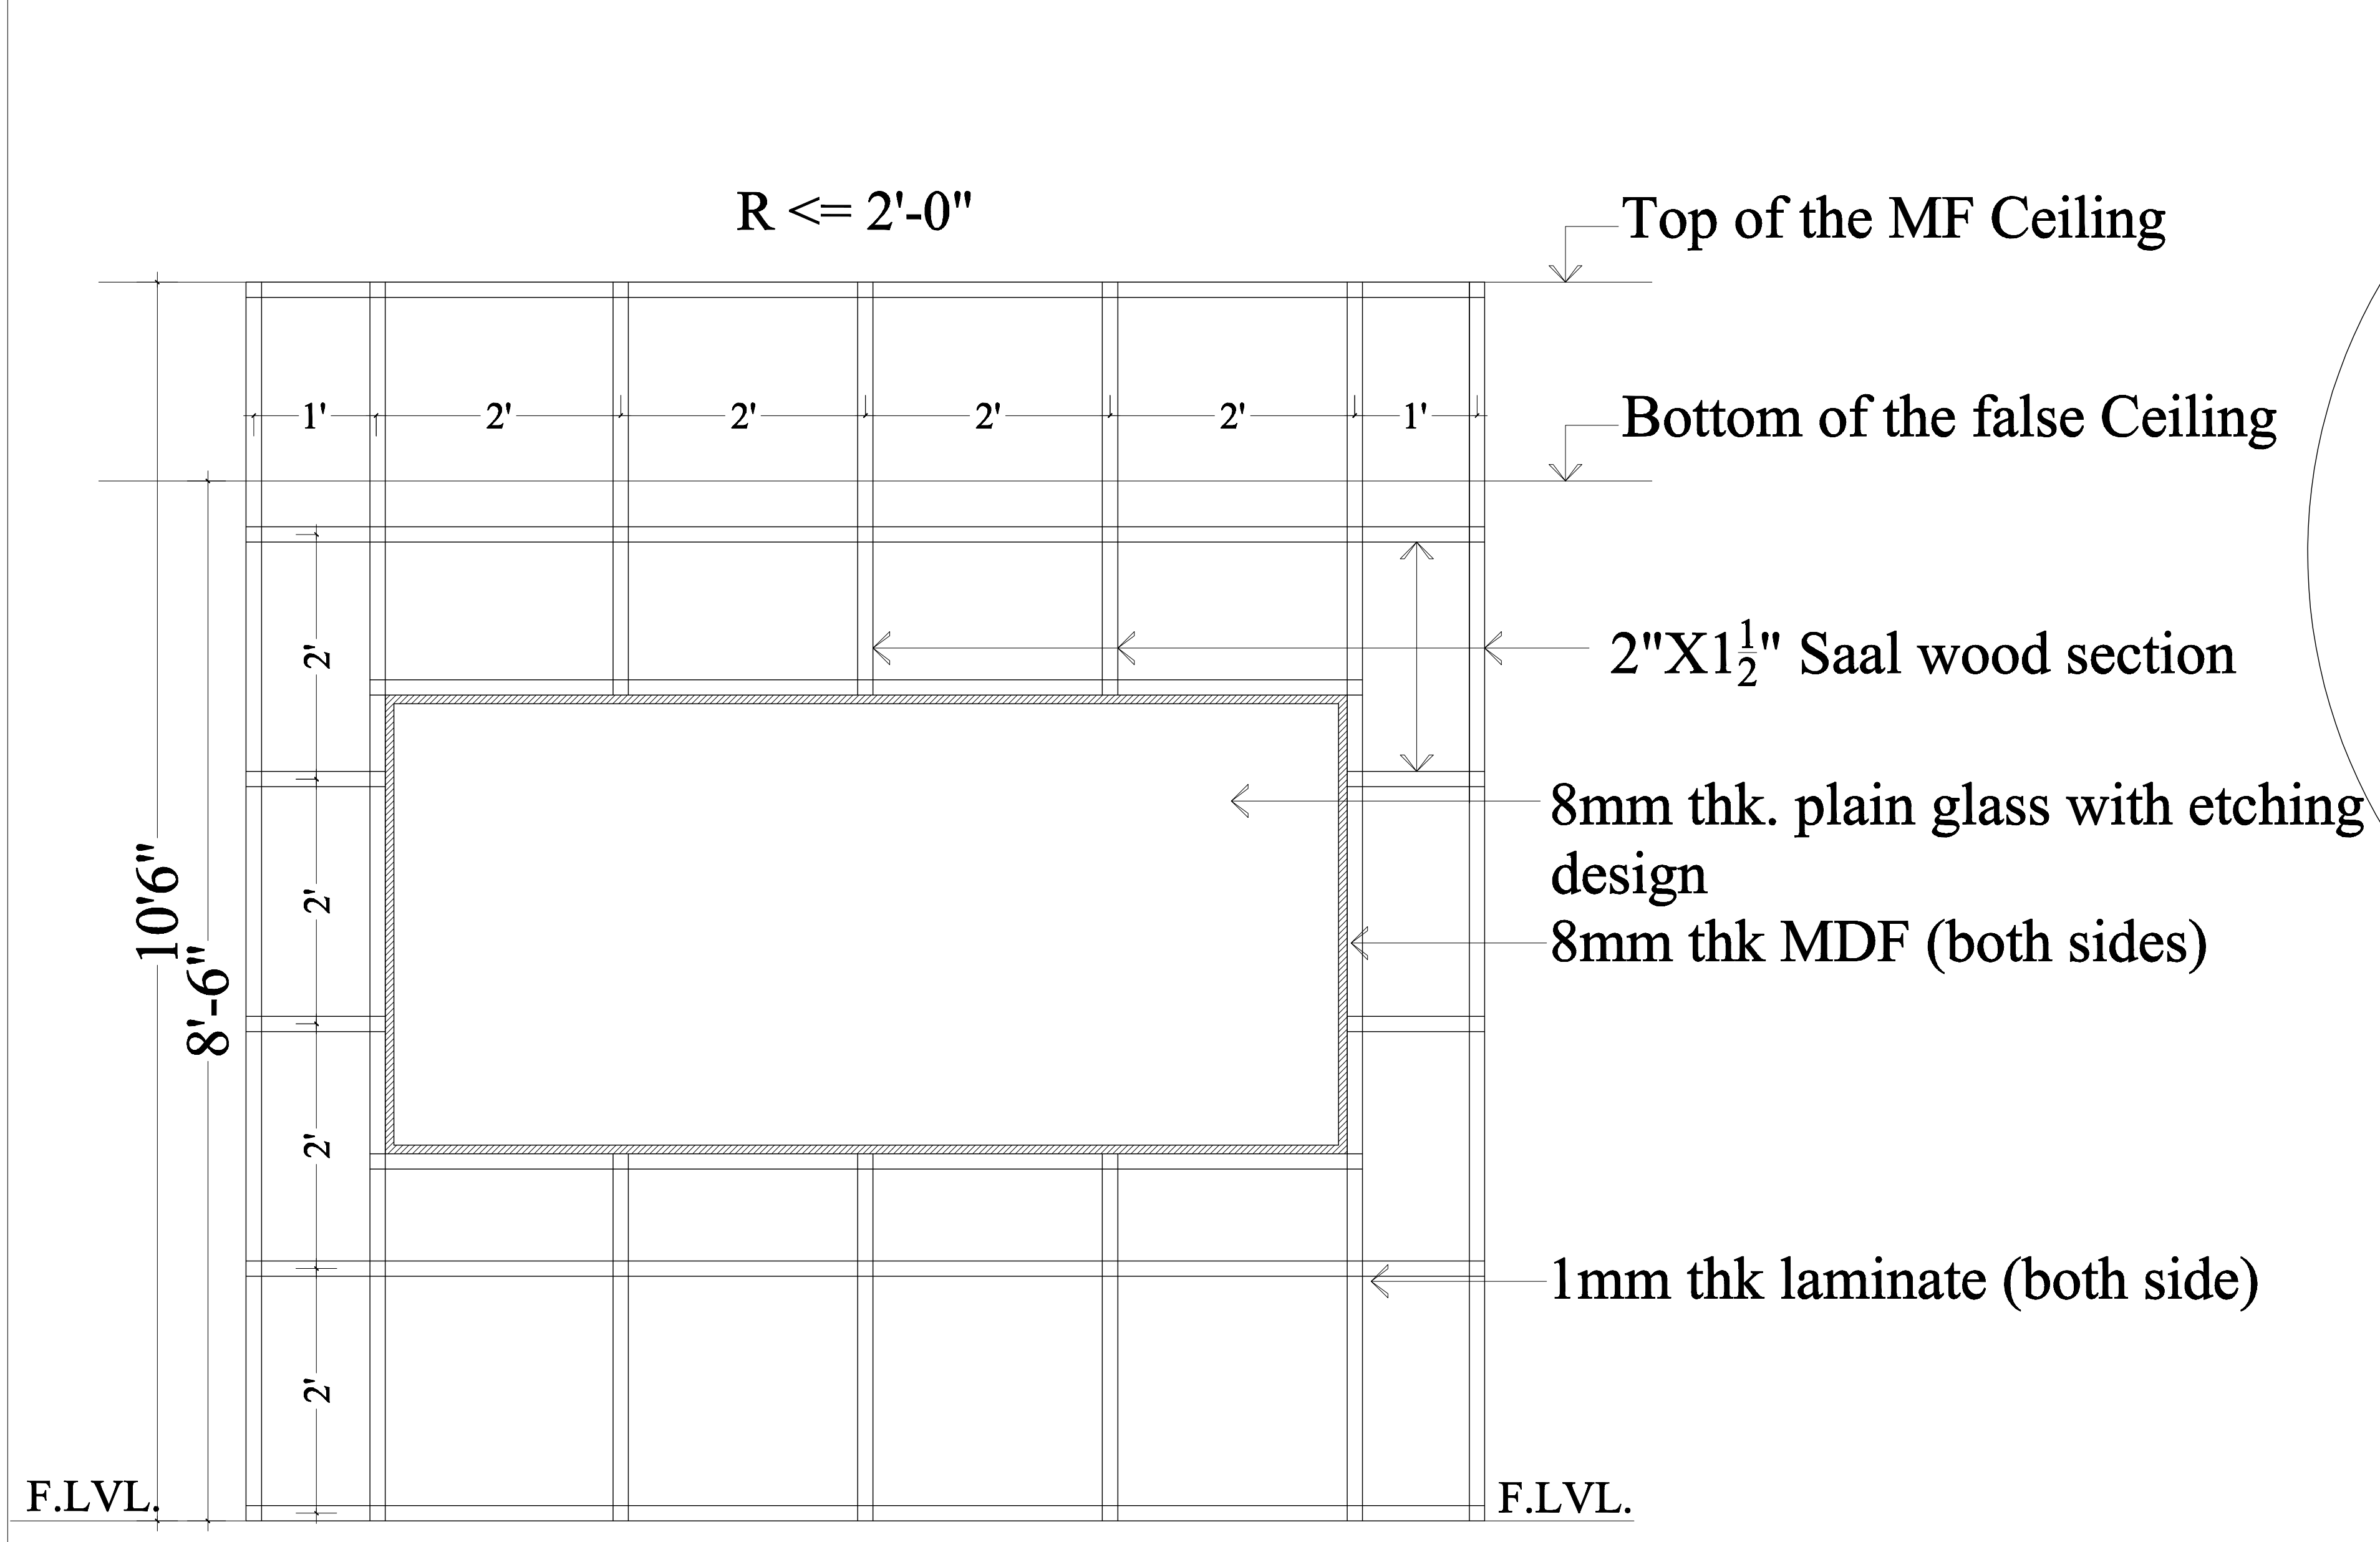 R <= 2'-0"
Top of the MF Ceiling
1' 2' 2' 2' 2' 1'
Bottom of the false Ceiling
2'
2"X1 1/2" Saal wood section
8mm thk. plain glass with etching
design
10'6"
2'
8mm thk MDF (both sides)
8'-6"
2'
1mm thk laminate (both side)
2'
F.LVL.
F.LVL.